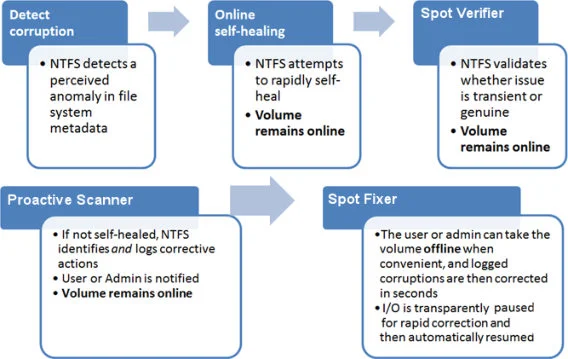 Detect
corruption
• NTFS detects a
perceived
anomaly in file
system
metadata
Online
self-healing
• NTFS attempts
to rapidly self-
heal
• Volume
remains online
Spot Verifier
• NTFS validates
whether issue
is transient or
genuine
• Volume
remains online
Proactive Scanner
• If not self-healed, NTFS
identifies and logs corrective
actions
• User or Admin is notified
• Volume remains online
Spot Fixer
•The user or admin can take the
volume offline when
convenient, and logged
corruptions are then corrected
in seconds
• I/O is transparently paused
for rapid correction and
then automatically resumed